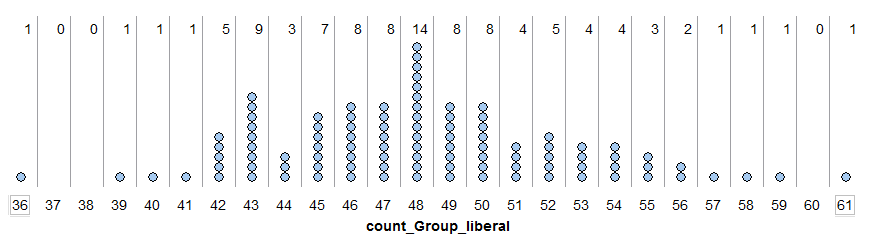 1 0 0 1 1 1 5 9 3 7 8 8 14 8 8 4 5 4 4 3 2 1 1 1 0 1
36 37 38 39 40 41 42 43 44 45 46 47 48 49 50 51 52 53 54 55 56 57 58 59 60 61
count_Group_liberal